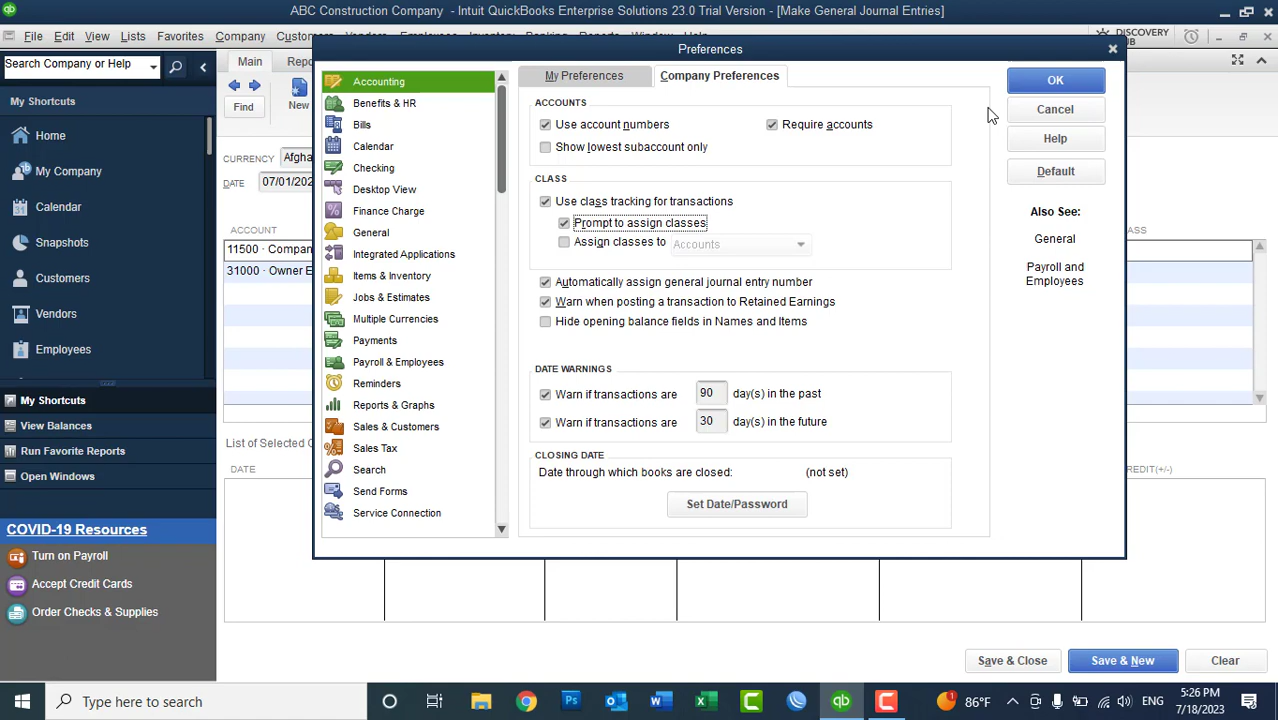 ABC Construction Company - Intuit QuickBooks Enterprise Solutions 23.0 Trial Version - [Make General Journal Entries]
File Edit View Lists Favorites Company
DISCOVERY
Search Company or Help
Main
Find
New
My Shortcuts
Home
My Company
Calendar
Snapshots
Customers
Vendors
Employees
My Shortcuts
View Balances
Run Favorite Reports
Open Windows
COVID-19 Resources
Turn on Payroll
Accept Credit Cards
Order Checks & Supplies
CURRENCY
DATE
ACCOUNT
11500 · Compan
31000 · Owner E
List of Selected
DATE
Preferences
Accounting
Benefits & HR
Bills
Calendar
Checking
Desktop View
Finance Charge
General
Integrated Applications
Items & Inventory
Jobs & Estimates
Multiple Currencies
Payments
Payroll & Employees
Reminders
Reports & Graphs
Sales & Customers
Sales Tax
Search
Send Forms
Service Connection
My Preferences
Company Preferences
ACCOUNTS
Use account numbers
Require accounts
Show lowest subaccount only
CLASS
Use class tracking for transactions
Prompt to assign classes
Assign classes to Accounts
Automatically assign general journal entry number
Warn when posting a transaction to Retained Earnings
Hide opening balance fields in Names and Items
DATE WARNINGS
Warn if transactions are 90 day(s) in the past
Warn if transactions are 30 day(s) in the future
CLOSING DATE
Date through which books are closed: (not set)
Set Date/Password
OK
Cancel
Help
Default
Also See:
General
Payroll and
Employees
Save & Close
Save & New
Clear
Type here to search
86°F
ENG
5:26 PM
7/18/2023